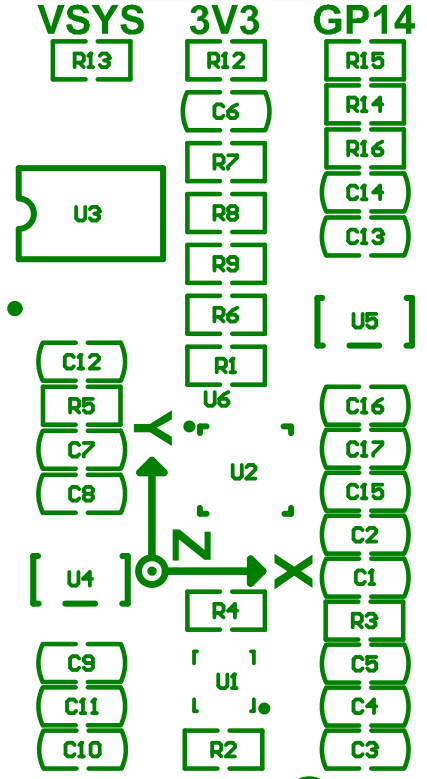 VSYS 3V3 GP14
R13 R12 R15
C6 R14
R7 R16
U3 R8 C14
C13
R9
R6 U5
C12 R1
R5 U6 C16
Y
C7 C17
U2
C8 C15
C2
Z
U4 X C1
R4 R3
C9 C5
U1
C11 C4
C10 R2 C3